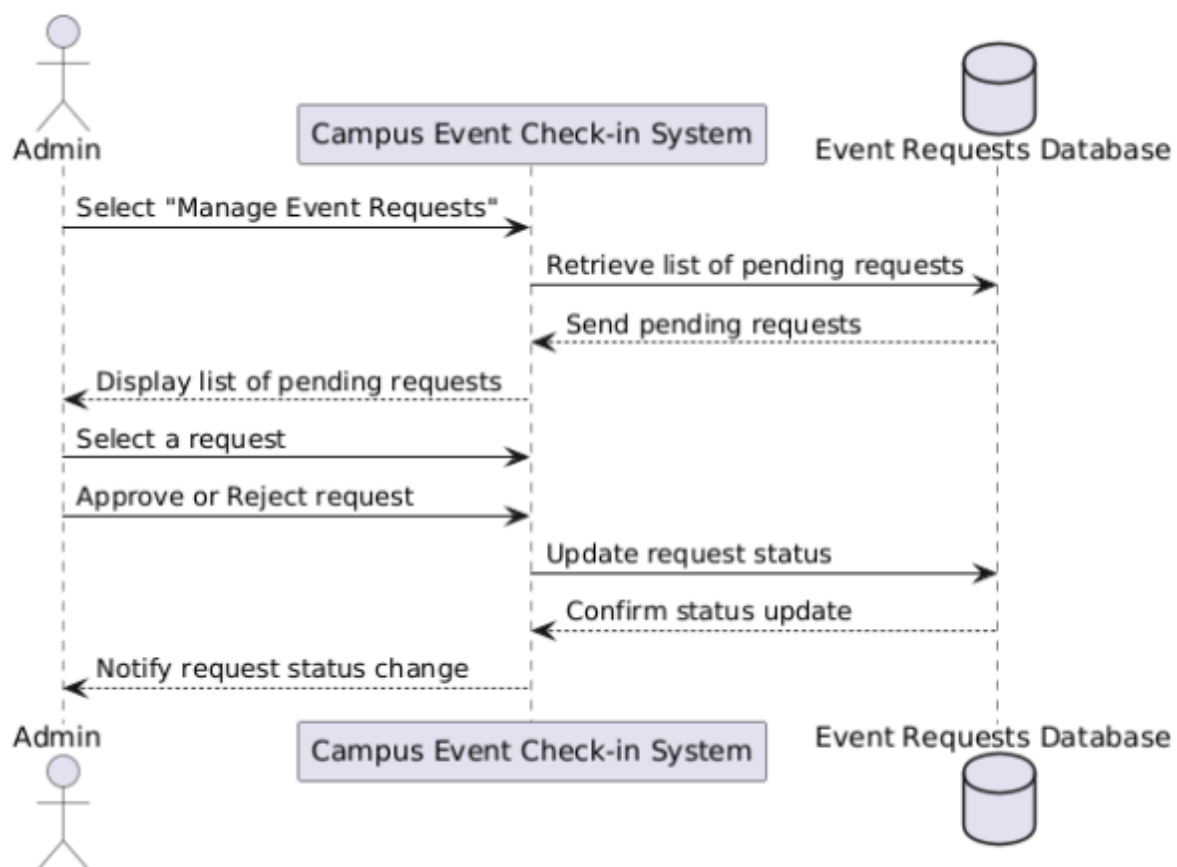 Admin
Campus Event Check-in System
Event Requests Database
Select "Manage Event Requests"
Retrieve list of pending requests
Send pending requests
Display list of pending requests
Select a request
Approve or Reject request
Update request status
Confirm status update
Notify request status change
Admin
Campus Event Check-in System
Event Requests Database